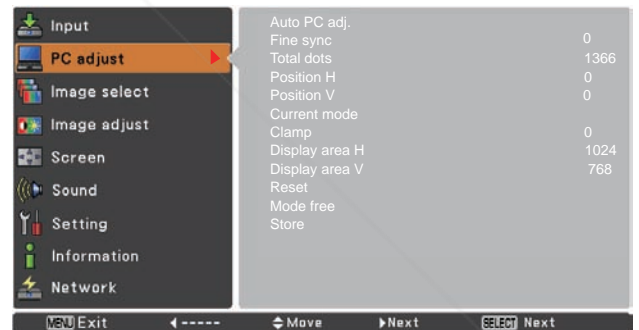 Input
PC adjust
Image select
Image adjust
Screen
Sound
Setting
Information
Network
Auto PC adj.
Fine sync 0
Total dots 1366
Position H 0
Position V 0
Current mode
Clamp 0
Display area H 1024
Display area V 768
Reset
Mode free
Store
MENU Exit ----- Move Next SELECT Next